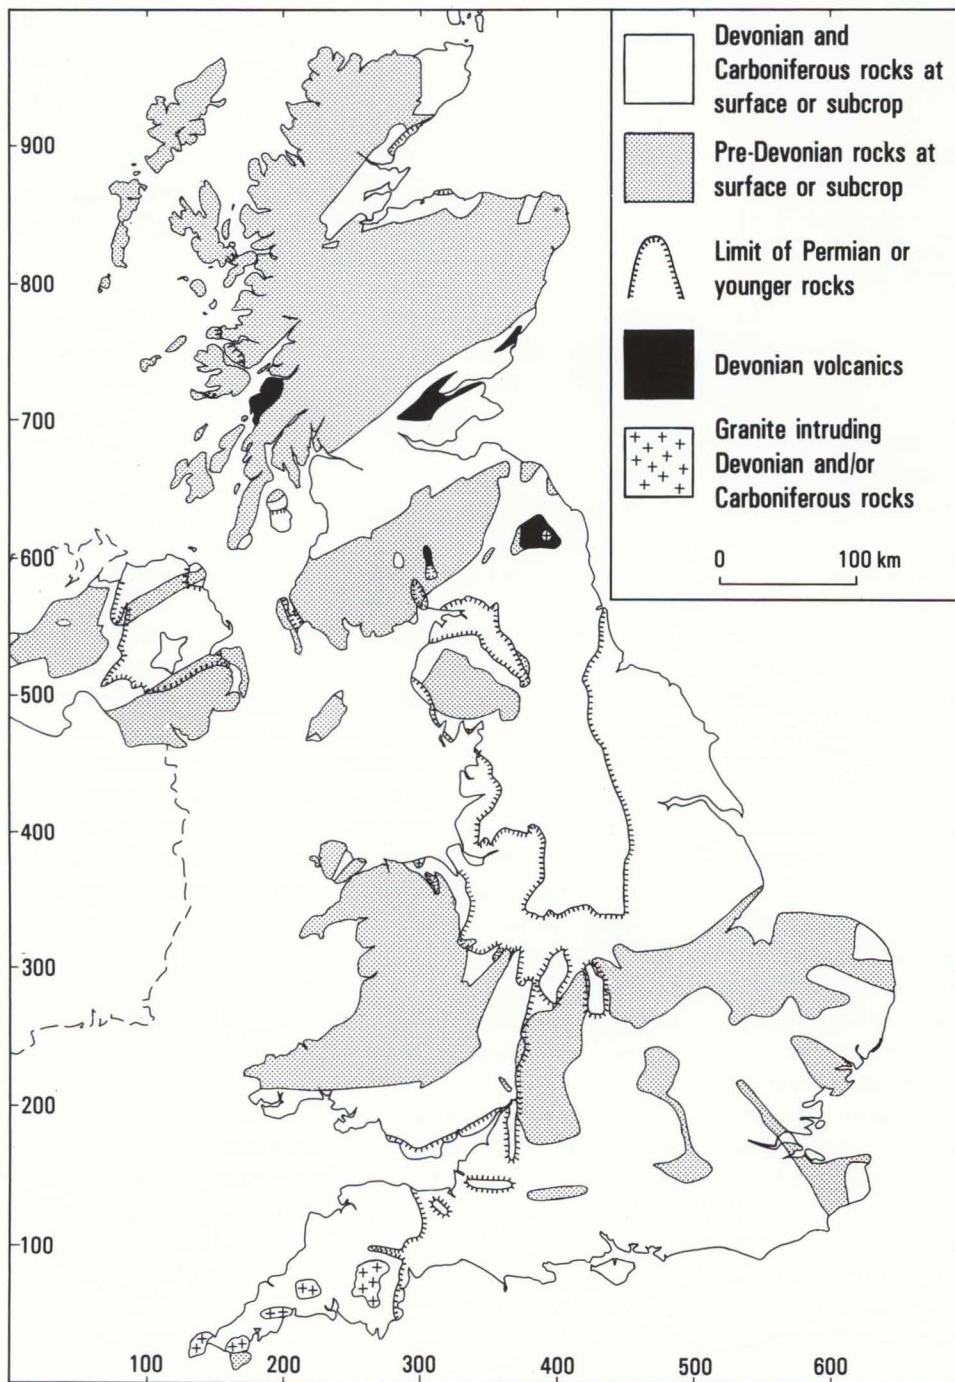 Devonian and
Carboniferous rocks at
surface or subcrop
Pre-Devonian rocks at
surface or subcrop
Limit of Permian or
younger rocks
Devonian volcanics
Granite intruding
Devonian and/or
Carboniferous rocks
0 100 km
900
800
700
600
500
400
300
200
100
100 200 300 400 500 600